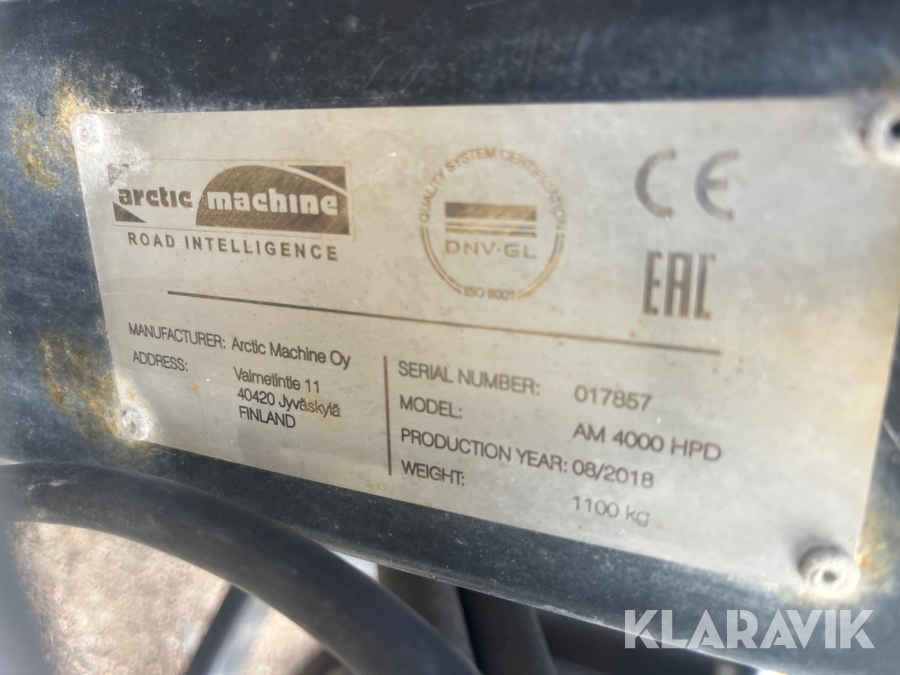 arctic machine
ROAD INTELLIGENCE
QUALITY SYSTEM CERTIFICATION
DNV·GL
ISO 9001
CE
EAC
MANUFACTURER: Arctic Machine Oy
ADDRESS: Valmetintie 11
40420 Jyväskylä
FINLAND
SERIAL NUMBER: 017857
MODEL: AM 4000 HPD
PRODUCTION YEAR: 08/2018
WEIGHT: 1100 kg
KLARAVIK